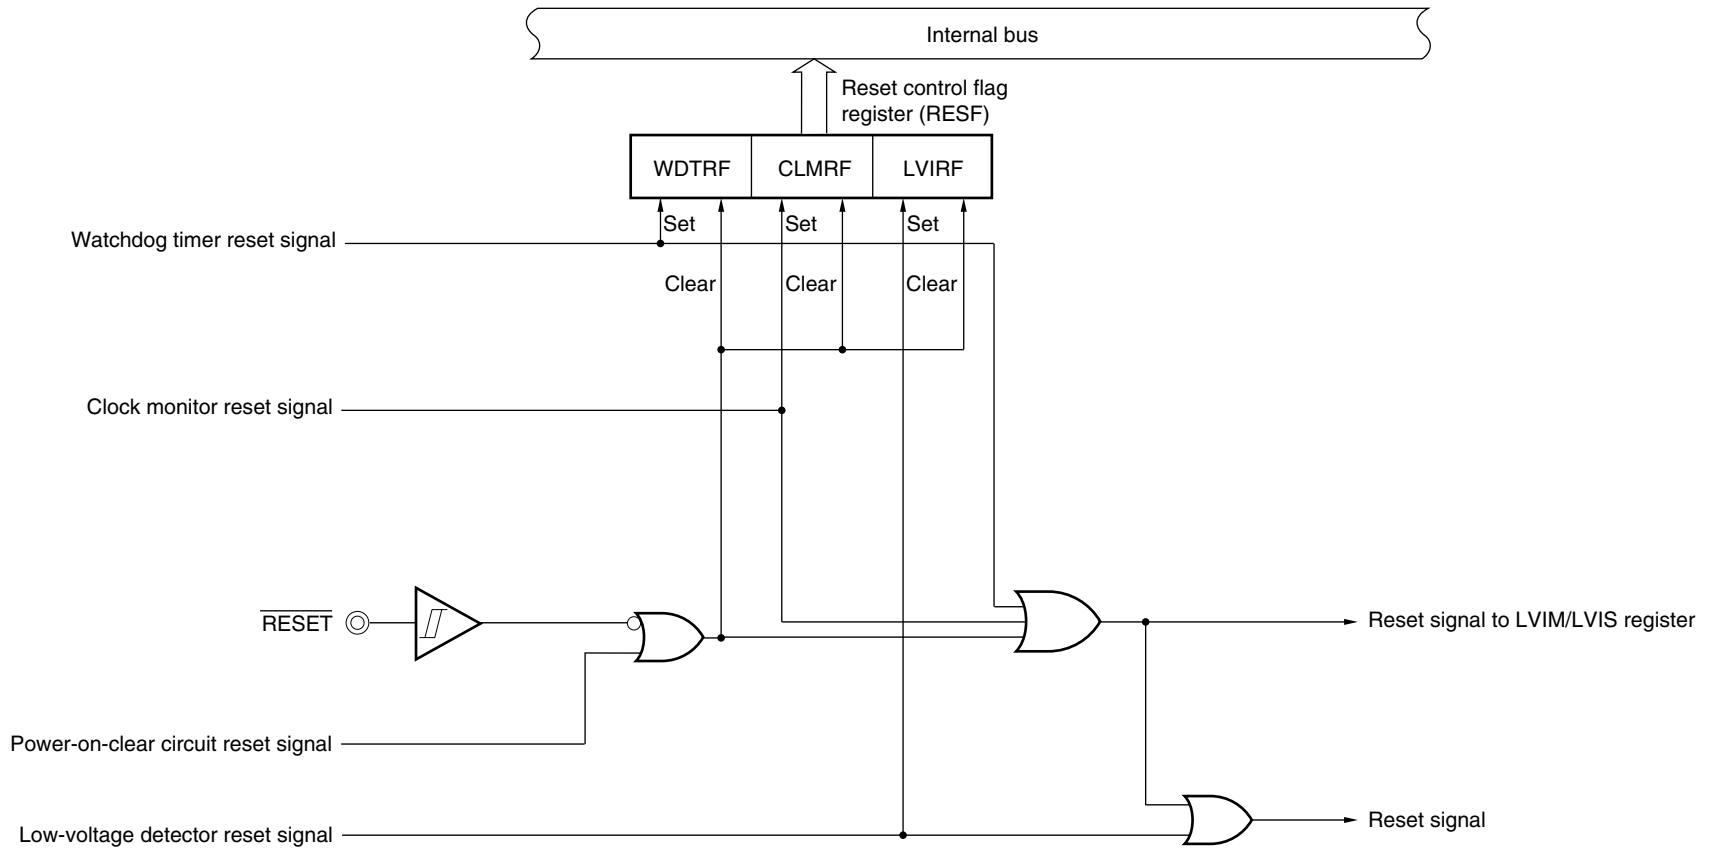 Internal bus
Reset control flag
register (RESF)
WDTRF
CLMRF
LVIRF
Set
Set
Set
Watchdog timer reset signal
Clear
Clear
Clear
Clock monitor reset signal
RESET
Reset signal to LVIM/LVIS register
Power-on-clear circuit reset signal
Low-voltage detector reset signal
Reset signal